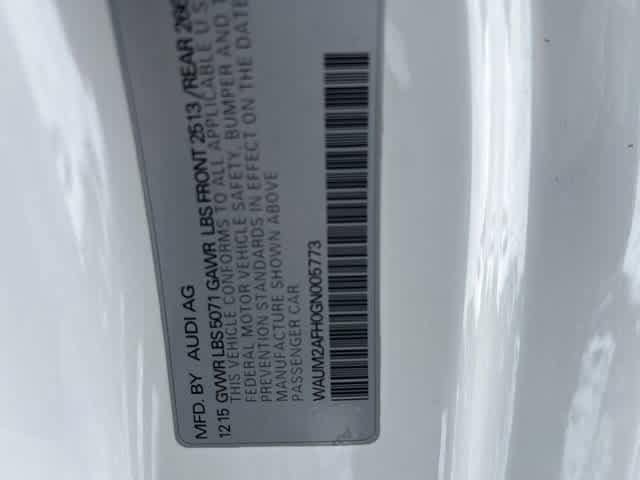 MFD. BY AUDI AG
12 15 GVWR LBS 5071 GAWR LBS FRONT 2513 / REAR 266
THIS VEHICLE CONFORMS TO ALL APPLICABLE U S
FEDERAL MOTOR VEHICLE SAFETY, BUMPER AND T
PREVENTION STANDARDS IN EFFECT ON THE DATE
MANUFACTURE SHOWN ABOVE
PASSENGER CAR
WAUM2AFH0GN005773